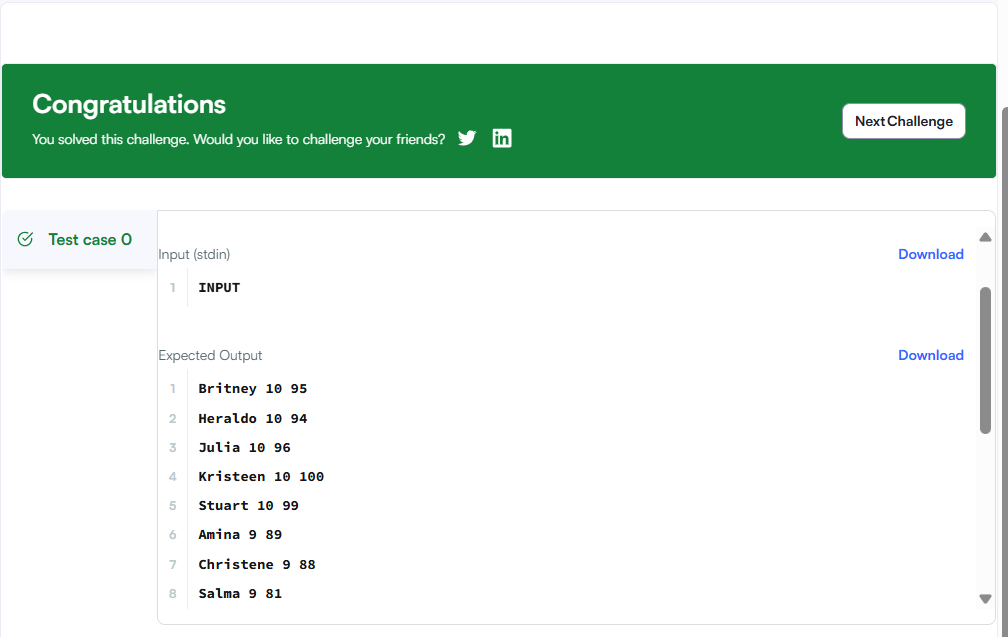 Congratulations
You solved this challenge. Would you like to challenge your friends?
Next Challenge
Test case 0
Input (stdin)
Download
1 INPUT
Expected Output
Download
1 Britney 10 95
2 Heraldo 10 94
3 Julia 10 96
4 Kristeen 10 100
5 Stuart 10 99
6 Amina 9 89
7 Christene 9 88
8 Salma 9 81